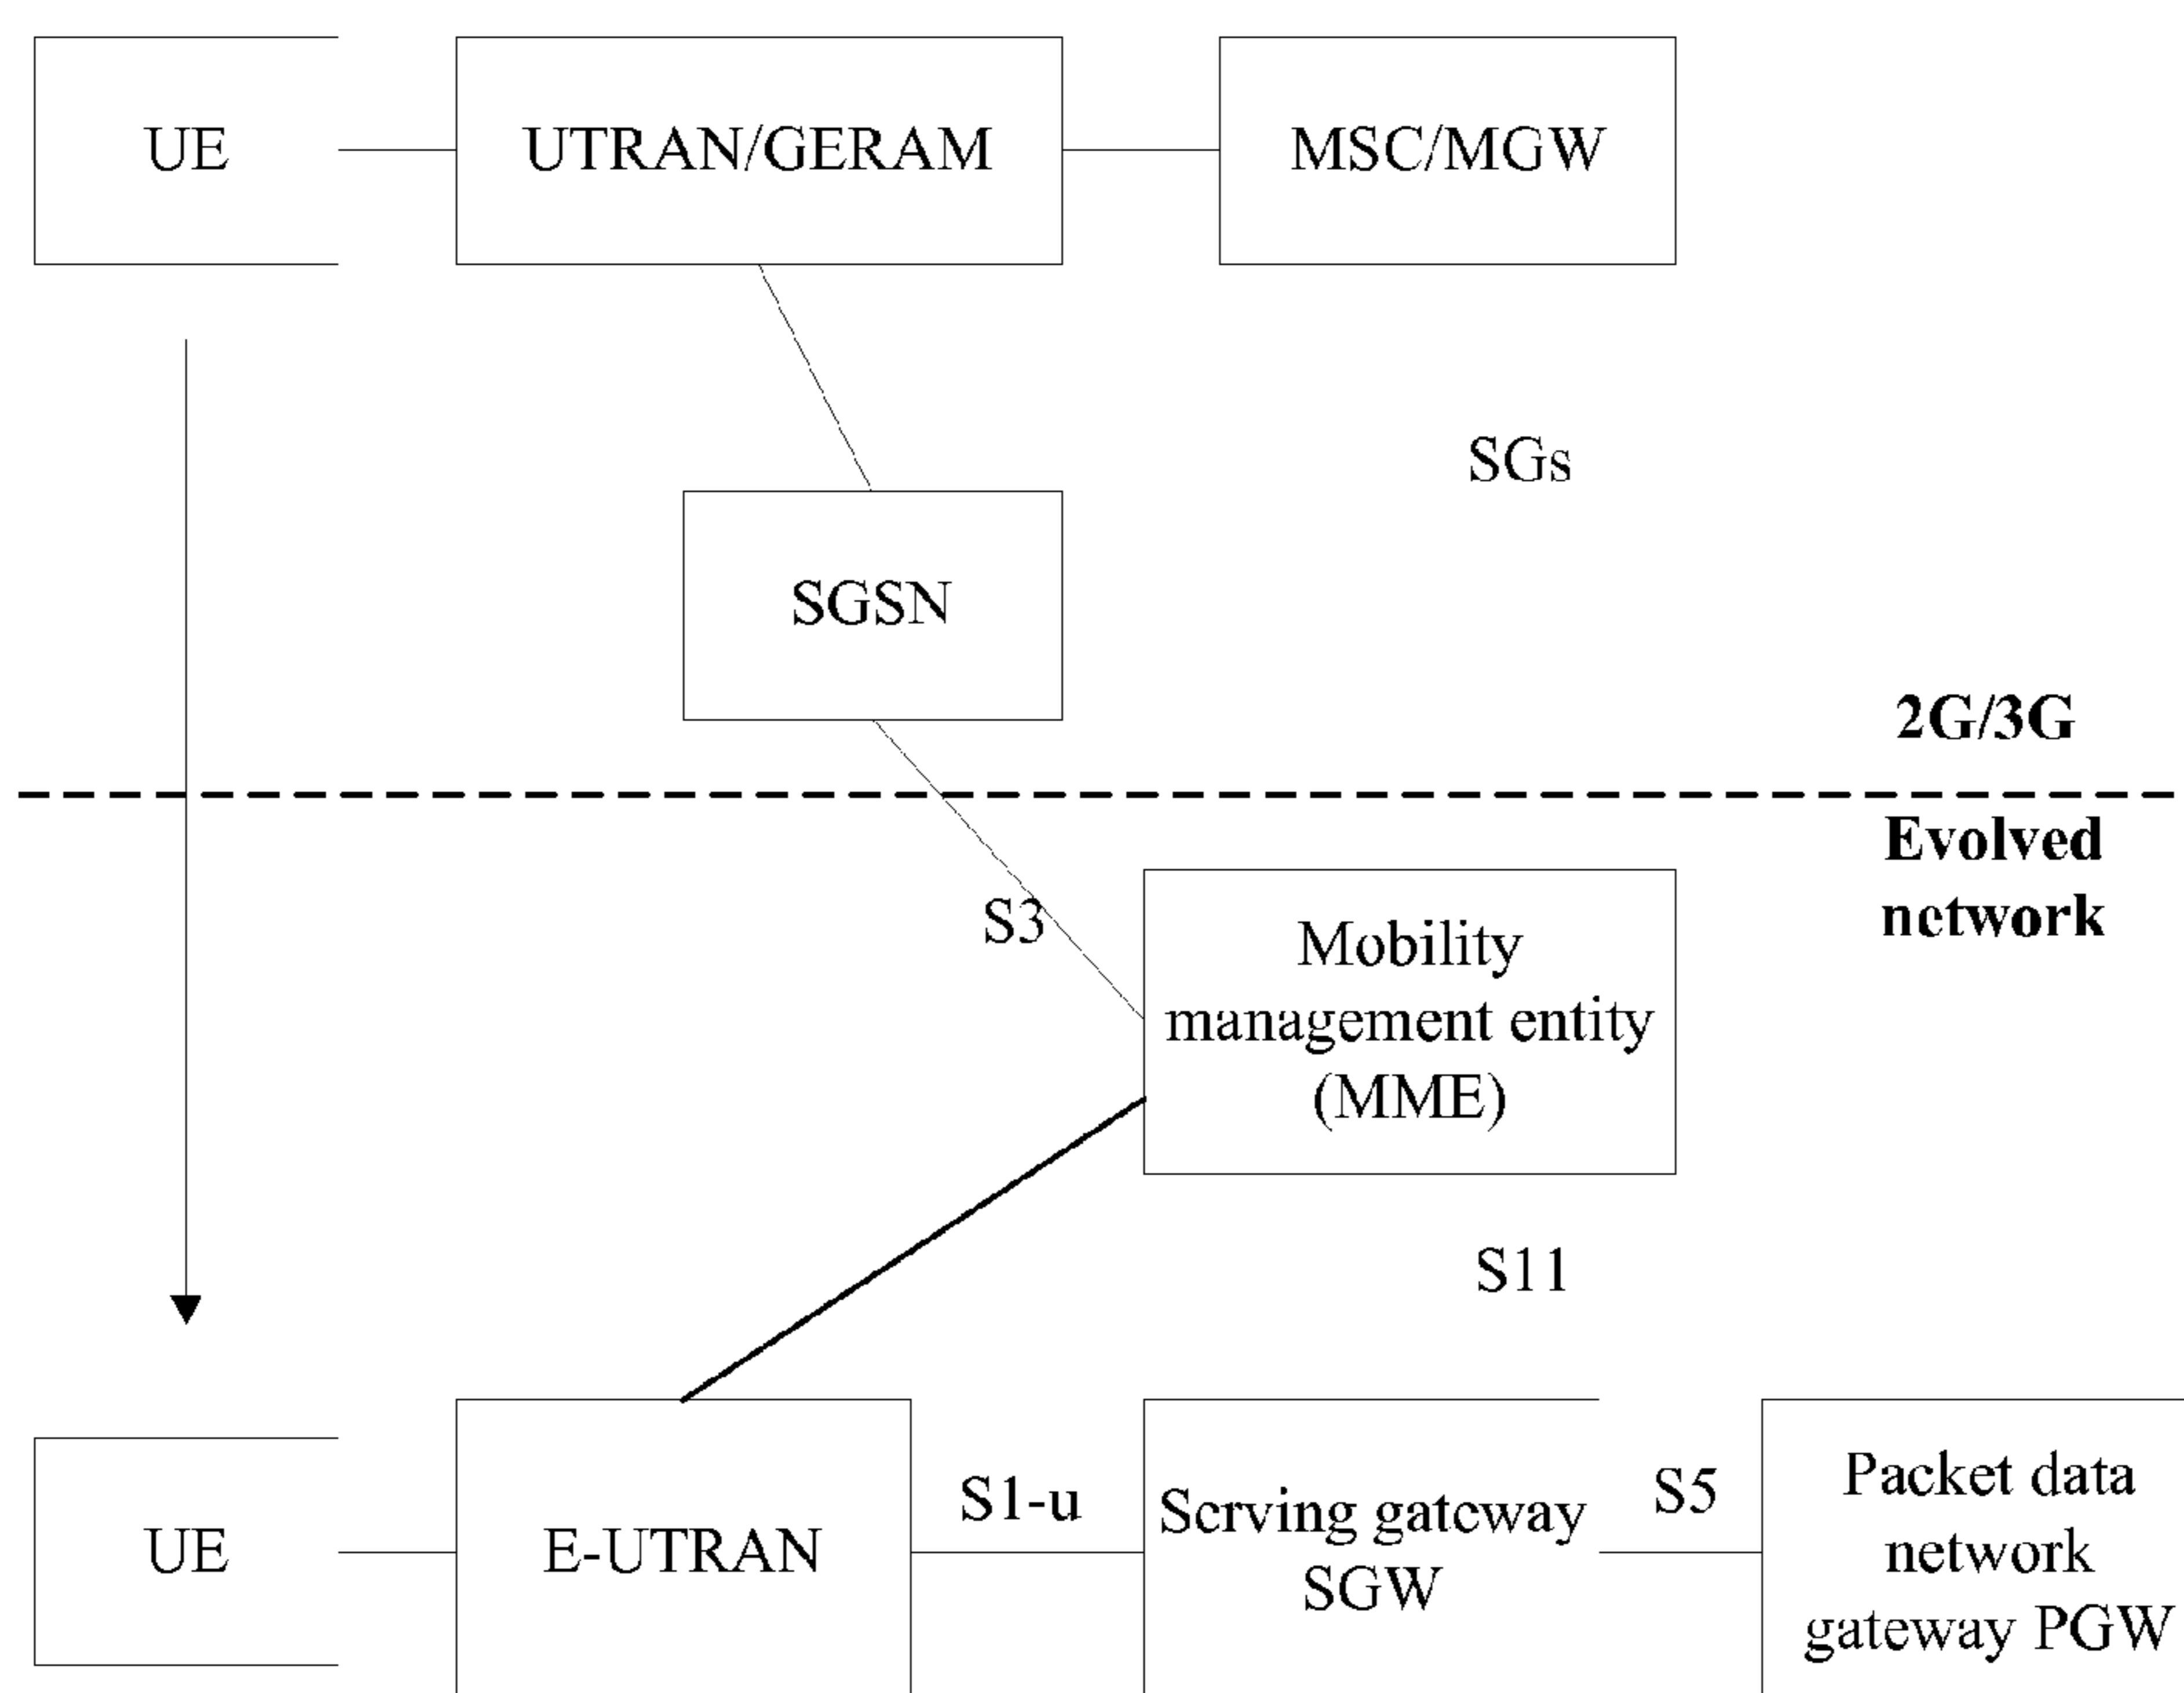 UE
UTRAN/GERAM
MSC/MGW
SGs
SGSN
2G/3G
Evolved
network
S3
Mobility
management entity
(MME)
S11
UE
E-UTRAN
S1-u
Serving gateway
SGW
S5
Packet data
network
gateway PGW